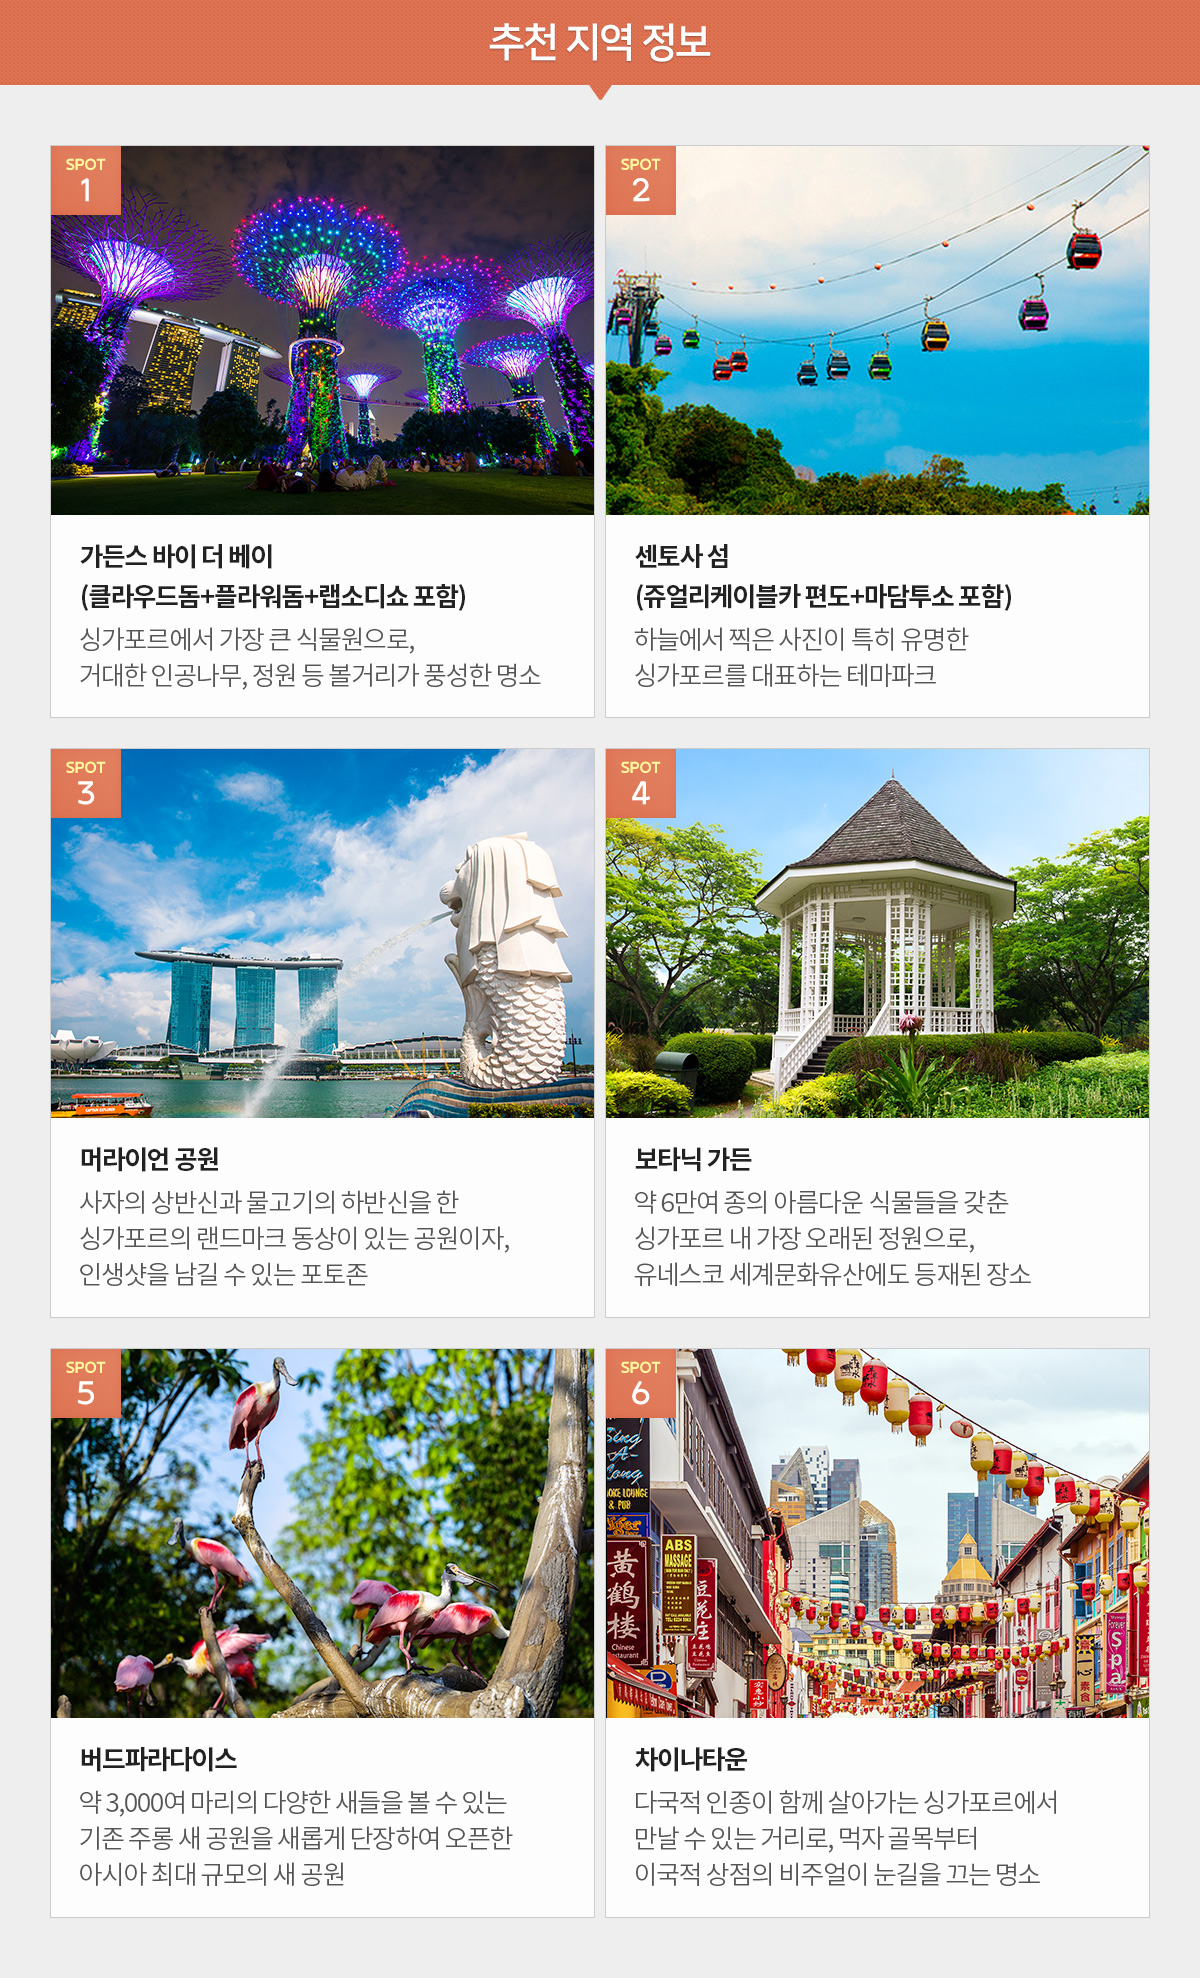 추천 지역 정보
SPOT
1
SPOT
2
가든스 바이 더 베이
(클라우드돔+플라워돔+랩소디쇼 포함)
싱가포르에서 가장 큰 식물원으로,
거대한 인공나무, 정원 등 볼거리가 풍성한 명소
센토사 섬
(쥬얼리케이블카 편도+마담투소 포함)
하늘에서 찍은 사진이 특히 유명한
싱가포르를 대표하는 테마파크
SPOT
3
CAPTAIN EXPLORER
SPOT
4
머라이언 공원
사자의 상반신과 물고기의 하반신을 한
싱가포르의 랜드마크 동상이 있는 공원이자,
인생샷을 남길 수 있는 포토존
보타닉 가든
약 6만여 종의 아름다운 식물들을 갖춘
싱가포르 내 가장 오래된 정원으로,
유네스코 세계문화유산에도 등재된 장소
SPOT
5
SPOT
6
Sing
-A-
Long
LOUNGE
& PUB
黄鹤楼
Chinese
ABS
MASSAGE
豆花庄
Forever
Spa
素食
버드파라다이스
약 3,000여 마리의 다양한 새들을 볼 수 있는
기존 주롱 새 공원을 새롭게 단장하여 오픈한
아시아 최대 규모의 새 공원
차이나타운
다국적 인종이 함께 살아가는 싱가포르에서
만날 수 있는 거리로, 먹자 골목부터
이국적 상점의 비주얼이 눈길을 끄는 명소